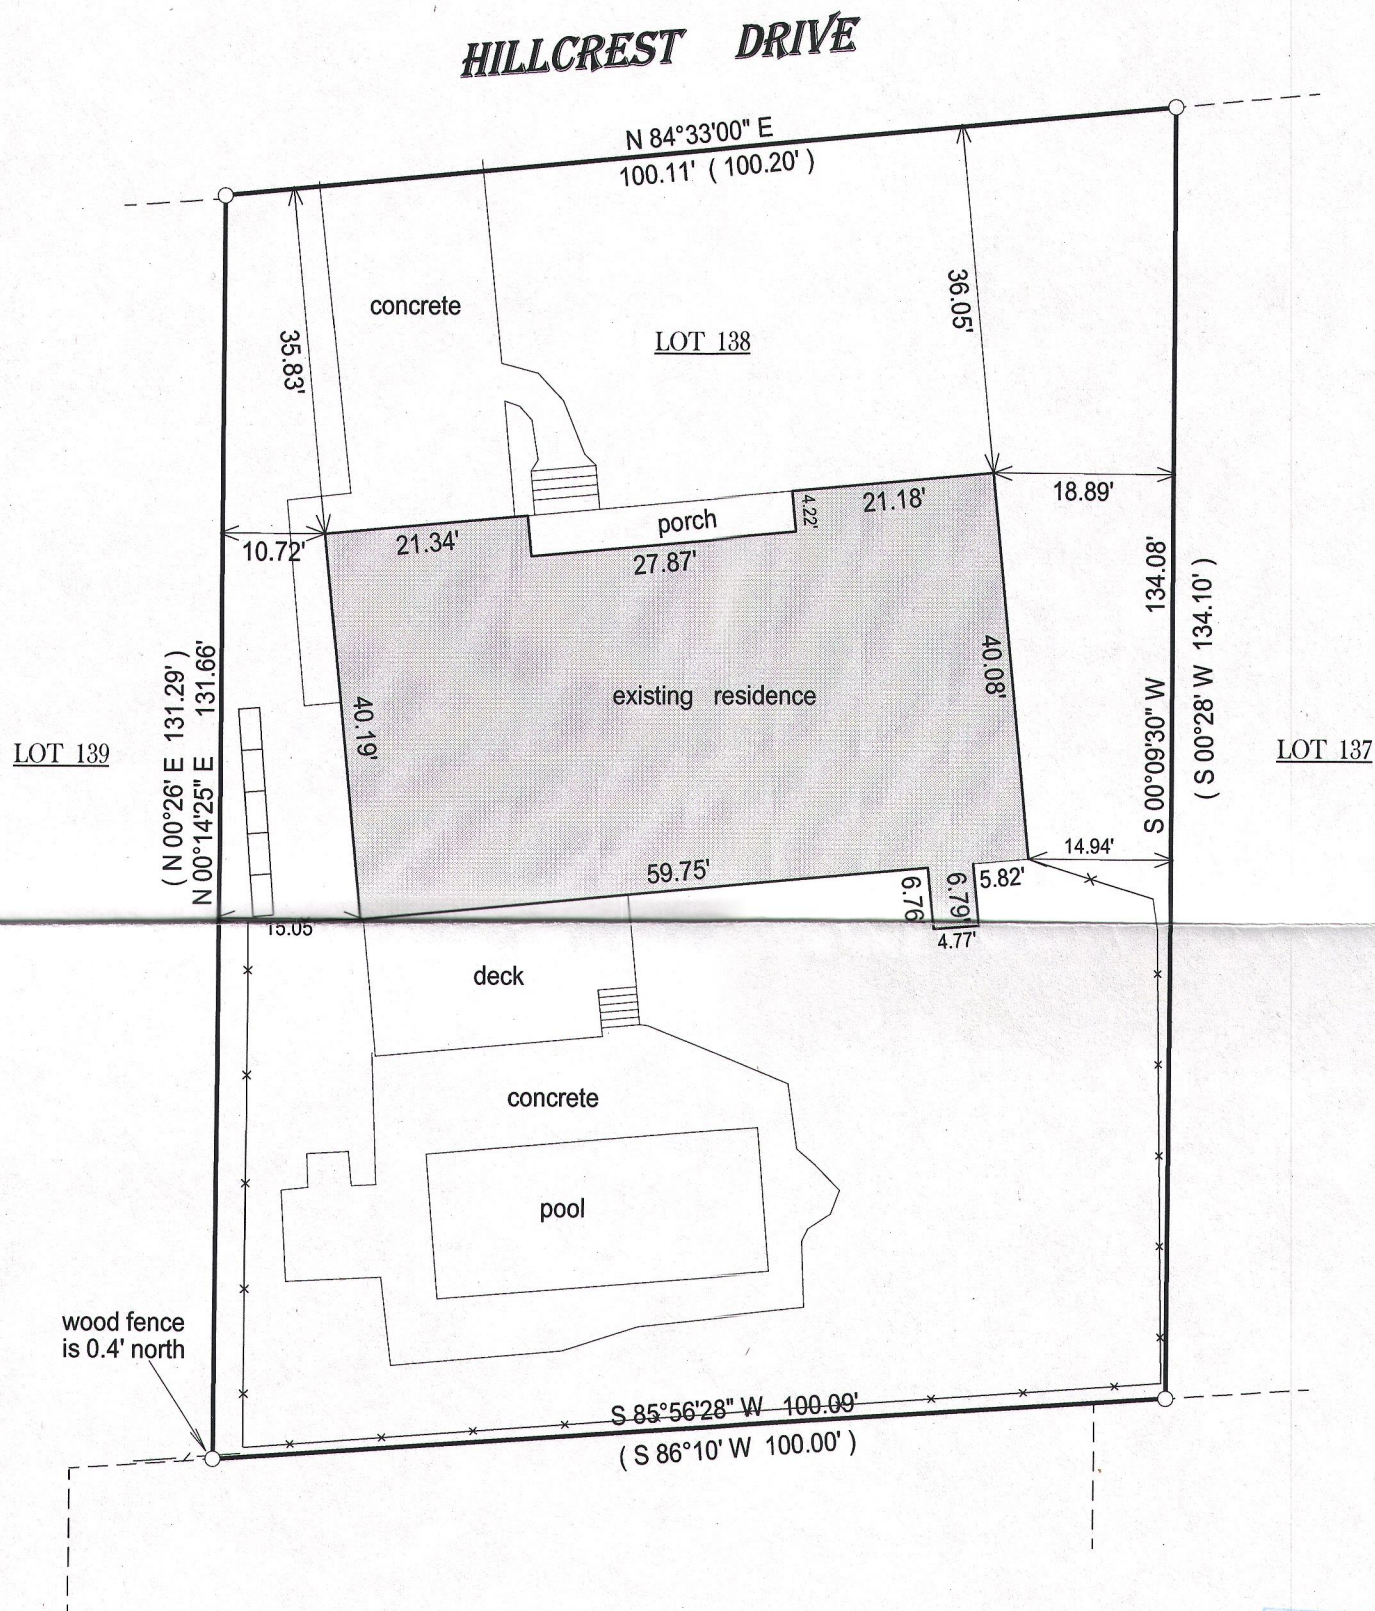 HILLCREST DRIVE
N 84°33'00" E
100.11' ( 100.20' )
concrete
35.83'
LOT 138
36.05'
10.72'
21.34'
porch
27.87'
4.22'
21.18'
18.89'
existing residence
40.19'
40.08'
( N 00°26' E 131.29' )
N 00°14'25" E 131.66'
S 00°09'30" W 134.08'
( S 00°28' W 134.10' )
LOT 139
LOT 137
59.75'
14.94'
5.82'
6.76
6.79'
4.77'
15.05
deck
concrete
pool
wood fence
is 0.4' north
S 85°56'28" W 100.09'
( S 86°10' W 100.00' )